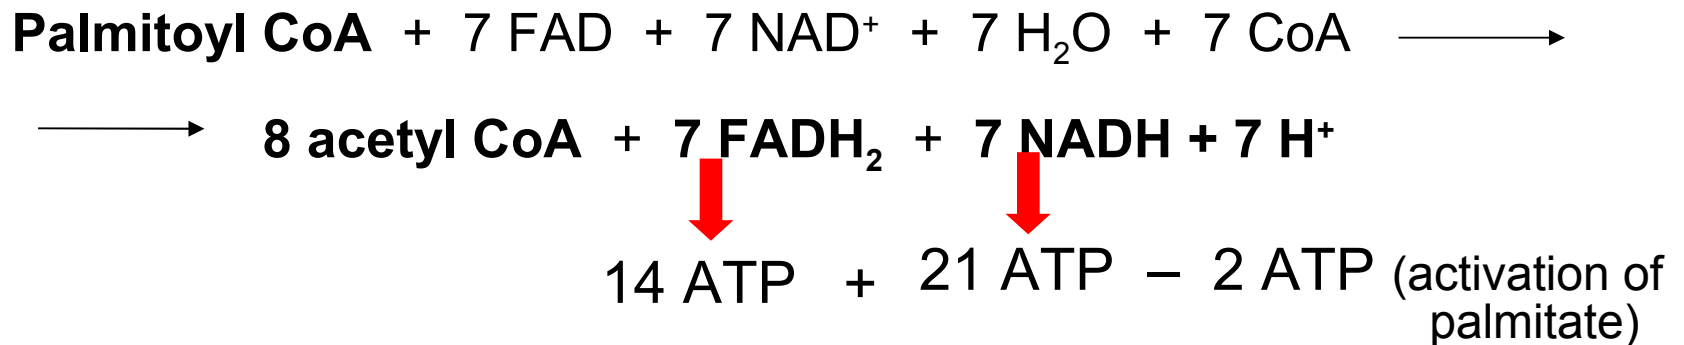 Palmitoyl CoA + 7 FAD + 7 NAD⁺ + 7 H₂O + 7 CoA
8 acetyl CoA + 7 FADH₂ + 7 NADH + 7 H⁺
14 ATP + 21 ATP – 2 ATP (activation of
palmitate)